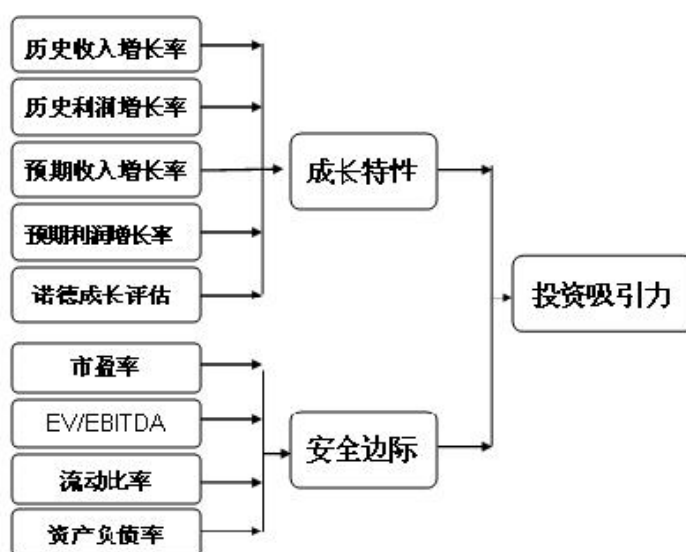 历史收入增长率
历史利润增长率
预期收入增长率
预期利润增长率
诺德成长评估
成长特性
市盈率
EV/EBITDA
流动比率
资产负债率
安全边际
投资吸引力